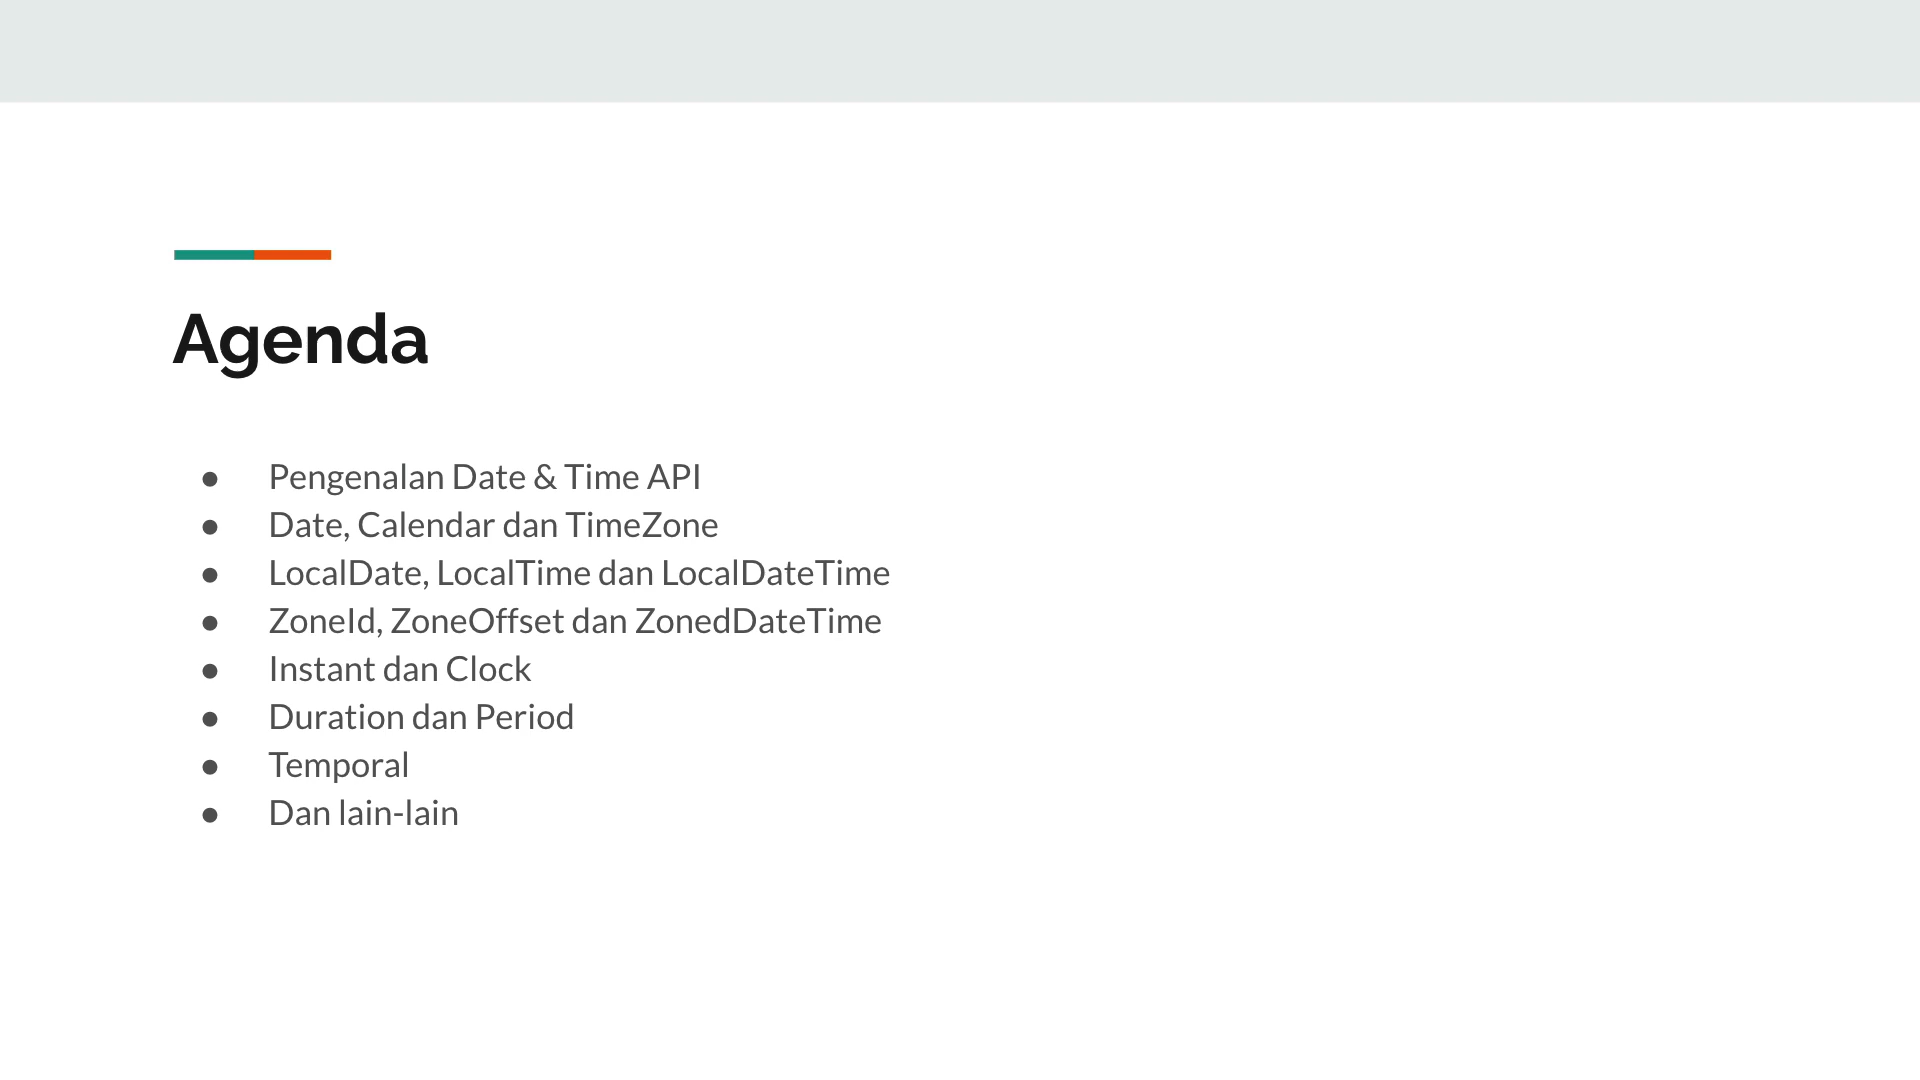 Agenda
● Pengenalan Date & Time API
● Date, Calendar dan TimeZone
● LocalDate, LocalTime dan LocalDateTime
● ZoneId, ZoneOffset dan ZonedDateTime
● Instant dan Clock
● Duration dan Period
● Temporal
● Dan lain-lain